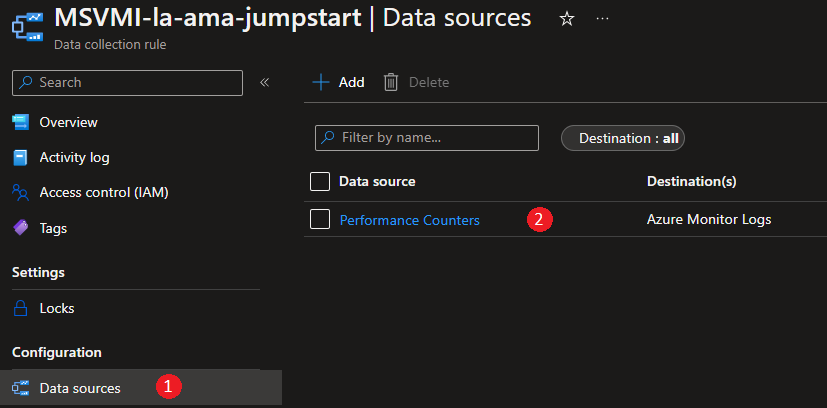 MSVMI-la-ama-jumpstart | Data sources
Data collection rule
Search
Overview
Activity log
Access control (IAM)
Tags
Settings
Locks
Configuration
Data sources 1
Add Delete
Filter by name... Destination : all
Data source Destination(s)
Performance Counters 2 Azure Monitor Logs